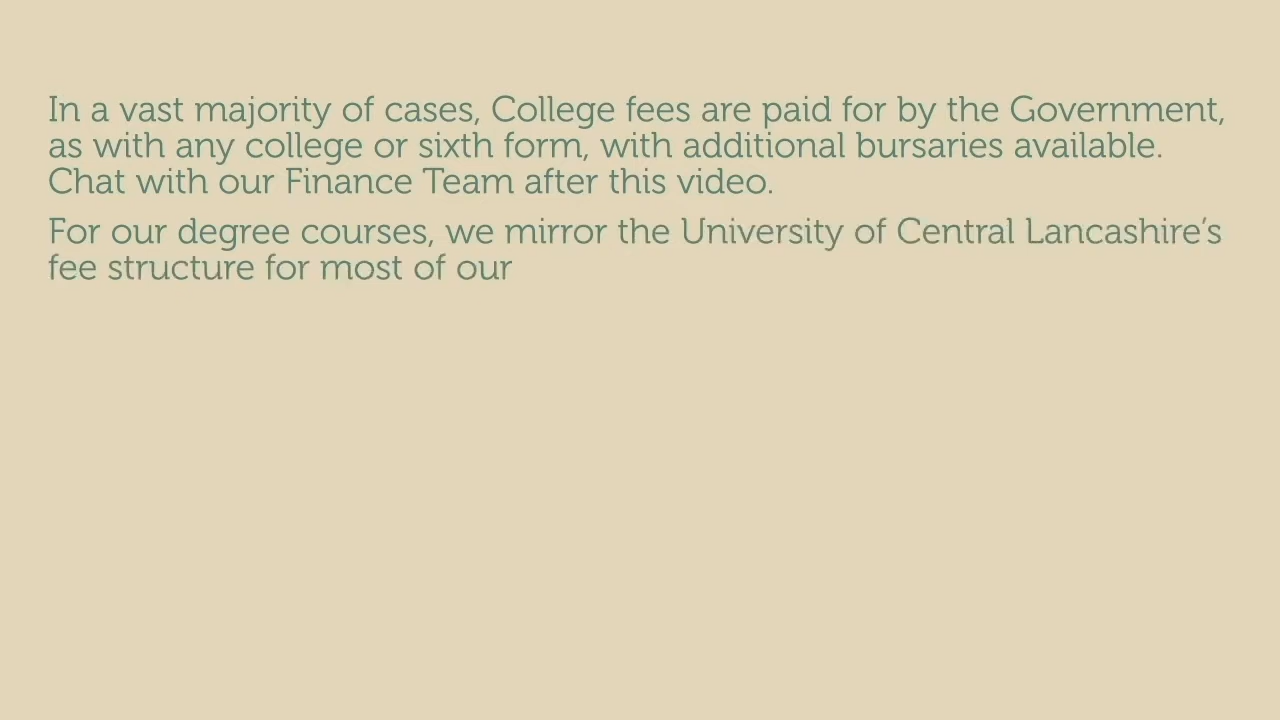 In a vast majority of cases, College fees are paid for by the Government,
as with any college or sixth form, with additional bursaries available.
Chat with our Finance Team after this video.
For our degree courses, we mirror the University of Central Lancashire’s
fee structure for most of our